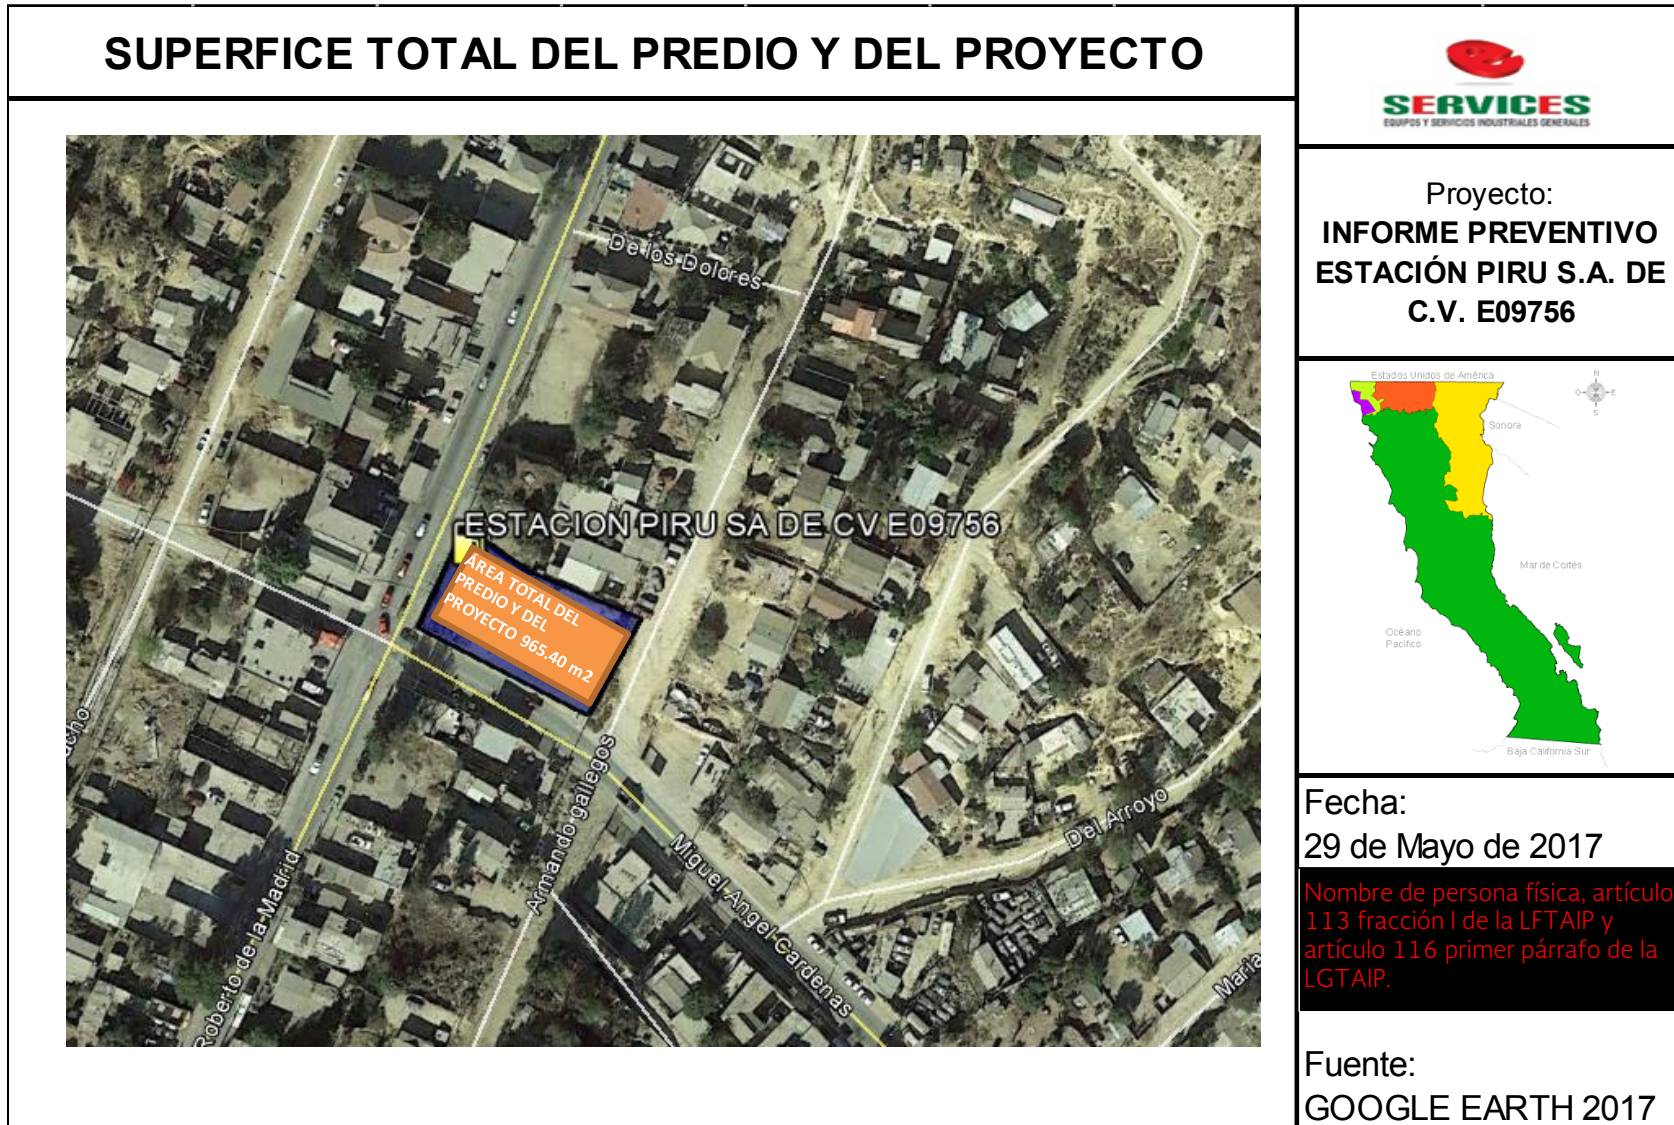 SUPERFICE TOTAL DEL PREDIO Y DEL PROYECTO
SERVICES
EQUIPOS Y SERVICIOS INDUSTRIALES GENERALES
Proyecto:
INFORME PREVENTIVO
ESTACIÓN PIRU S.A. DE
C.V. E09756
De los Dolores
ESTACION PIRU SA DE CV E09756
ÁREA TOTAL DEL
PREDIO Y DEL
PROYECTO 965.40 m2
acho
Roberto de la Madrid
Armando gallegos
Miguel Angel Cardenas
Del Arroyo
Maria
Estados Unidos de América
N
O
E
S
Sonora
Mar de Cortés
Océano
Pacífico
Baja California Sur
Fecha:
29 de Mayo de 2017
Nombre de persona física, artículo
113 fracción I de la LFTAIP y
artículo 116 primer párrafo de la
LGTAIP.
Fuente:
GOOGLE EARTH 2017